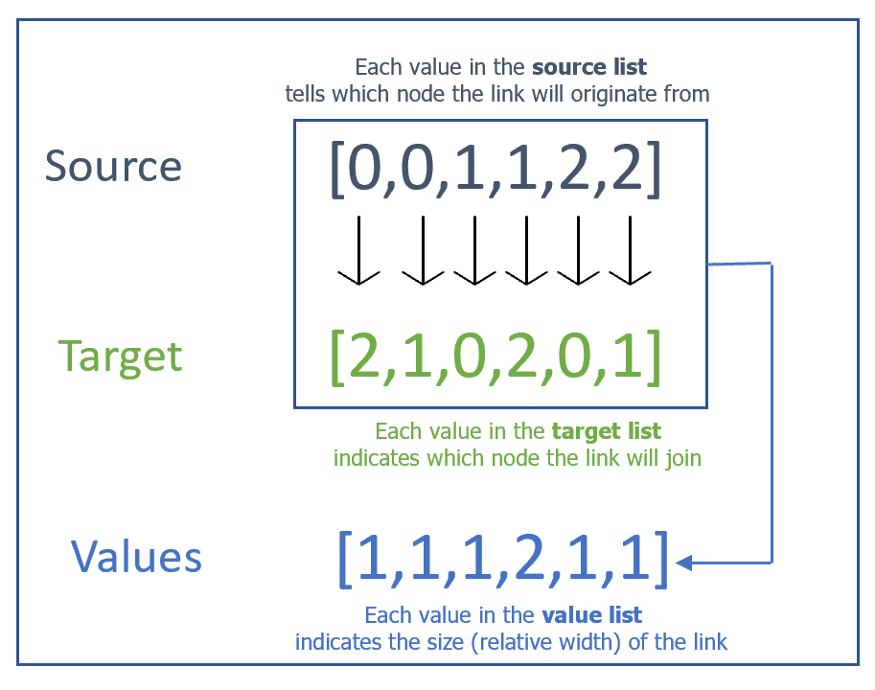 Each value in the source list
tells which node the link will originate from
Source
[0,0,1,1,2,2]
Target
[2,1,0,2,0,1]
Each value in the target list
indicates which node the link will join
Values
[1,1,1,2,1,1]
Each value in the value list
indicates the size (relative width) of the link